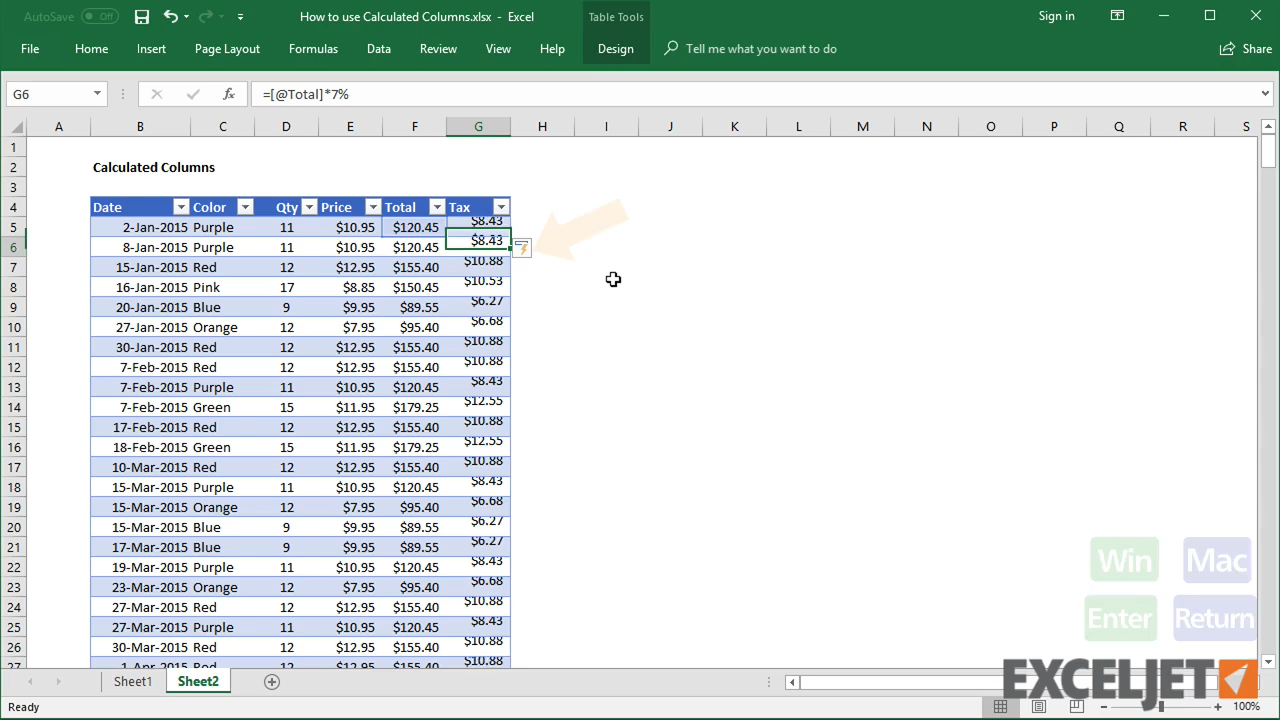 AutoSave Off How to use Calculated Columns.xlsx - Excel Table Tools Sign in
File Home Insert Page Layout Formulas Data Review View Help Design Tell me what you want to do Share
G6 fx =[@Total]*7%
A B C D E F G H I J K L M N O P Q R S
1
2 Calculated Columns
3
4 Date Color Qty Price Total Tax
5 2-Jan-2015 Purple 11 $10.95 $120.45 $8.43
6 8-Jan-2015 Purple 11 $10.95 $120.45 $8.43
7 15-Jan-2015 Red 12 $12.95 $155.40 $10.88
8 16-Jan-2015 Pink 17 $8.85 $150.45 $10.53
9 20-Jan-2015 Blue 9 $9.95 $89.55 $6.27
10 27-Jan-2015 Orange 12 $7.95 $95.40 $6.68
11 30-Jan-2015 Red 12 $12.95 $155.40 $10.88
12 7-Feb-2015 Red 12 $12.95 $155.40 $10.88
13 7-Feb-2015 Purple 11 $10.95 $120.45 $8.43
14 7-Feb-2015 Green 15 $11.95 $179.25 $12.55
15 17-Feb-2015 Red 12 $12.95 $155.40 $10.88
16 18-Feb-2015 Green 15 $11.95 $179.25 $12.55
17 10-Mar-2015 Red 12 $12.95 $155.40 $10.88
18 15-Mar-2015 Purple 11 $10.95 $120.45 $8.43
19 15-Mar-2015 Orange 12 $7.95 $95.40 $6.68
20 15-Mar-2015 Blue 9 $9.95 $89.55 $6.27
21 17-Mar-2015 Blue 9 $9.95 $89.55 $6.27
22 19-Mar-2015 Purple 11 $10.95 $120.45 $8.43
23 23-Mar-2015 Orange 12 $7.95 $95.40 $6.68
24 27-Mar-2015 Red 12 $12.95 $155.40 $10.88
25 27-Mar-2015 Purple 11 $10.95 $120.45 $8.43
26 30-Mar-2015 Red 12 $12.95 $155.40 $10.88
27 1-Apr-2015 Red 12 $12.95 $155.40 $10.88
Win Mac
Enter Return
EXCELJET
Sheet1 Sheet2
Ready 100%